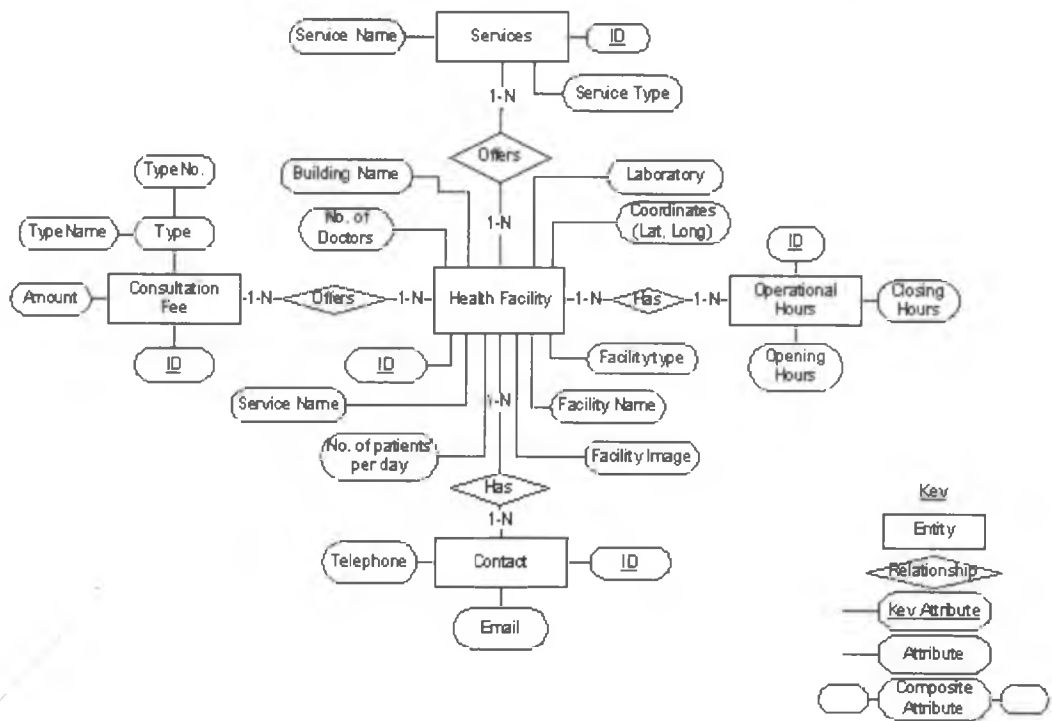 Service Name
Services
ID
Service Type
1-N
Offers
1-N
Building Name
Laboratory
No. of
Doctors
Coordinates
(Lat, Long)
Type No.
Type Name
Type
Amount
Consultation
Fee
ID
1-N
Offers
1-N
Health Facility
1-N
Has
1-N
ID
Operational
Hours
Closing
Hours
Opening
Hours
ID
Facilitytype
Service Name
1-N
Facility Name
No. of patients
per day
Facility Image
Has
1-N
Telephone
Contact
ID
Email
Key
Entity
Relationship
Key Attribute
Attribute
Composite
Attribute